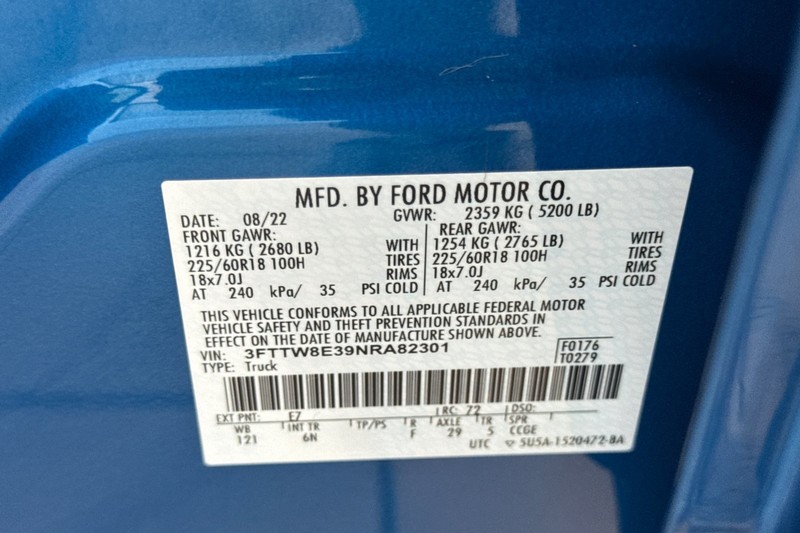 MFD. BY FORD MOTOR CO.
DATE: 08/22 GVWR: 2359 KG ( 5200 LB)
FRONT GAWR: REAR GAWR:
1216 KG ( 2680 LB) WITH 1254 KG ( 2765 LB) WITH
225/60R18 100H TIRES 225/60R18 100H TIRES
18x7.0J RIMS 18x7.0J RIMS
AT 240 kPa/ 35 PSI COLD AT 240 kPa/ 35 PSI COLD
THIS VEHICLE CONFORMS TO ALL APPLICABLE FEDERAL MOTOR
VEHICLE SAFETY AND THEFT PREVENTION STANDARDS IN
EFFECT ON THE DATE OF MANUFACTURE SHOWN ABOVE.
VIN: 3FTTW8E39NRA82301 F0176
TYPE: Truck T0279
EXT PNT: E7 RC: 72 DSO:
WB INT TR TP/PS R AXLE TR SPR
121 6N F 29 5 CCGE
UTC 5U5A-1520472-BA